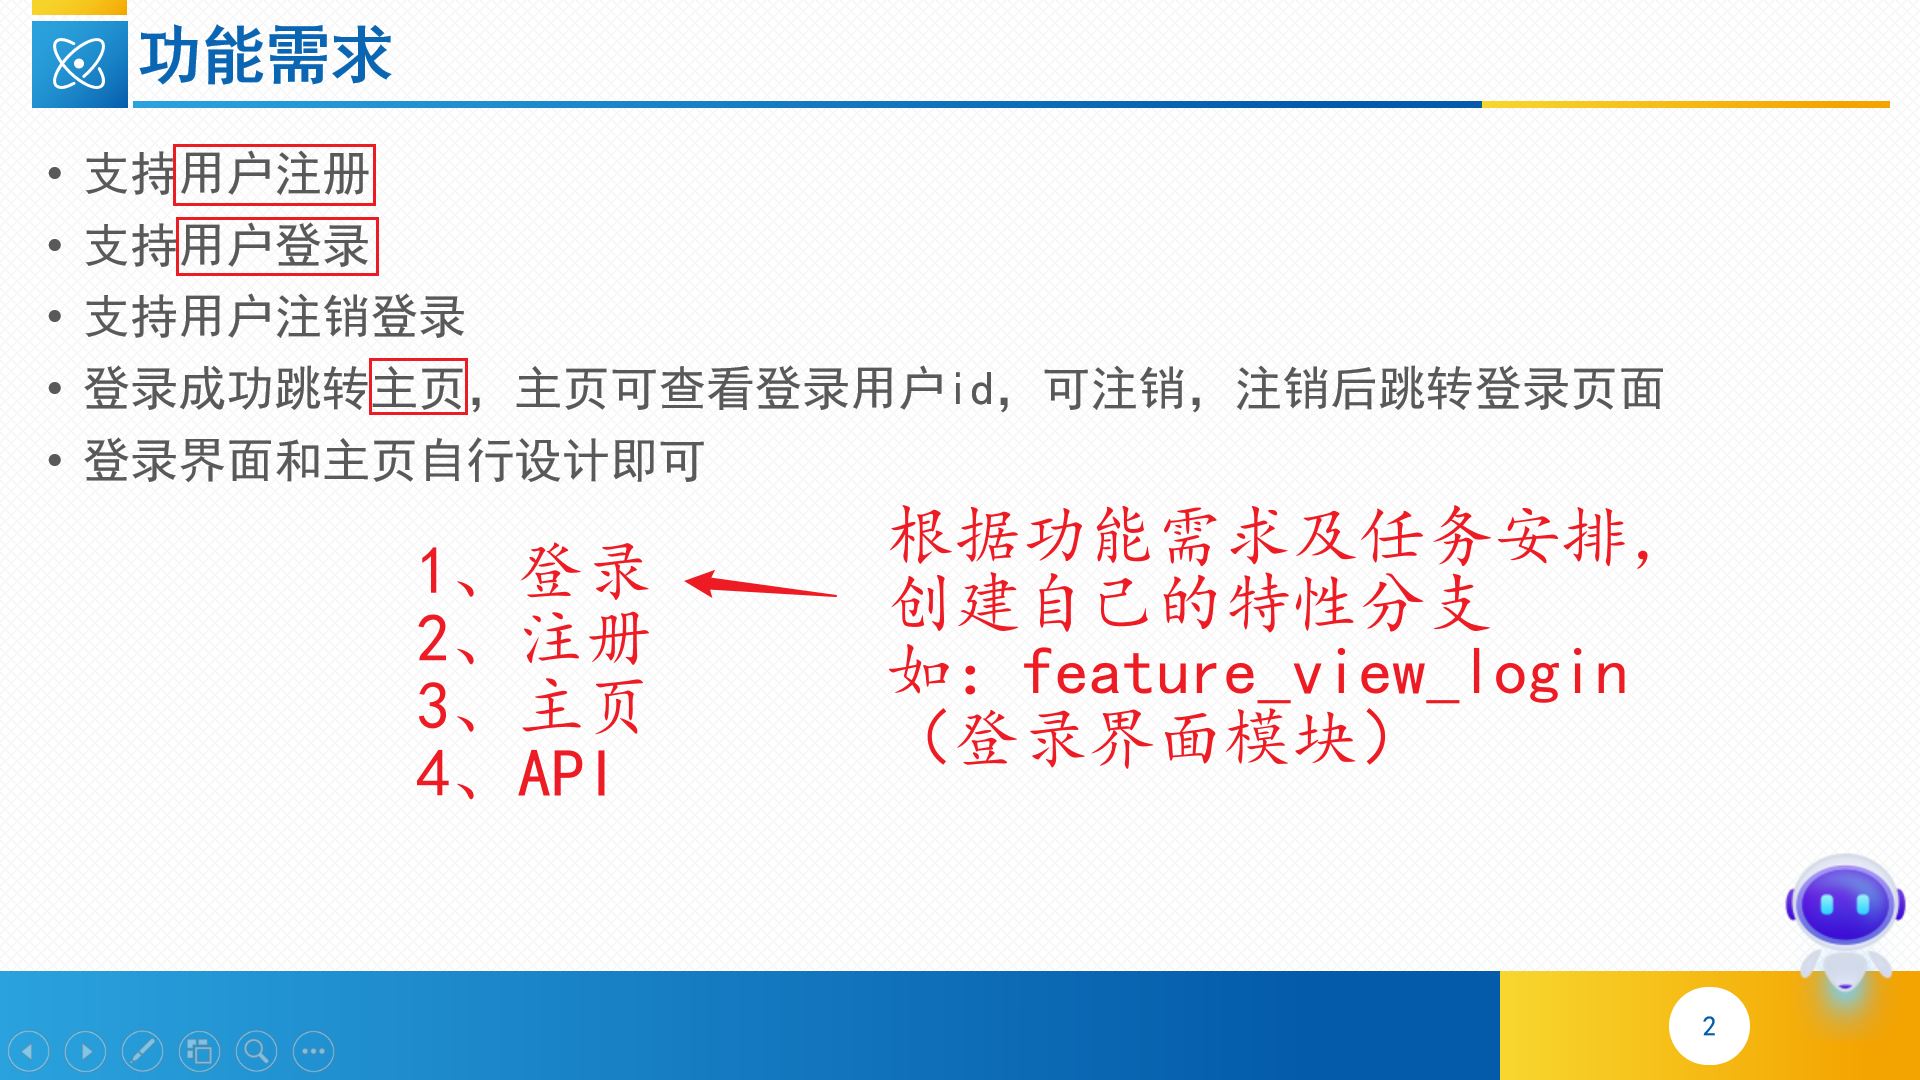 功能需求
• 支持用户注册
• 支持用户登录
• 支持用户注销登录
• 登录成功跳转主页，主页可查看登录用户id，可注销，注销后跳转登录页面
• 登录界面和主页自行设计即可
1、登录
2、注册
3、主页
4、API
根据功能需求及任务安排，
创建自己的特性分支
如：feature_view_login
（登录界面模块）
2